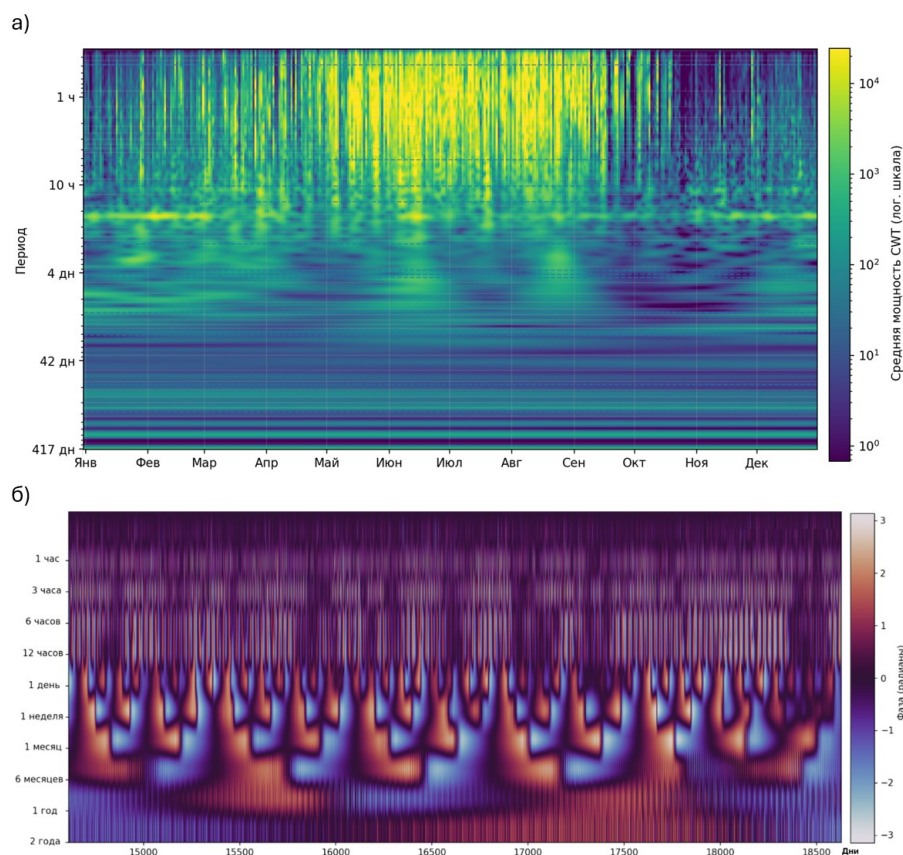 а)
1 ч
10 ч
4 дн
42 дн
417 дн
Период
Янв Фев Мар Апр Май Июн Июл Авг Сен Окт Ноя Дек
10⁴
10³
10²
10¹
10⁰
Средняя мощность CWT (лог. шкала)
б)
1 час
3 часа
6 часов
12 часов
1 день
1 неделя
1 месяц
6 месяцев
1 год
2 года
15000 15500 16000 16500 17000 17500 18000 18500 Дни
3
2
1
0
−1
−2
−3
Фаза (радианы)